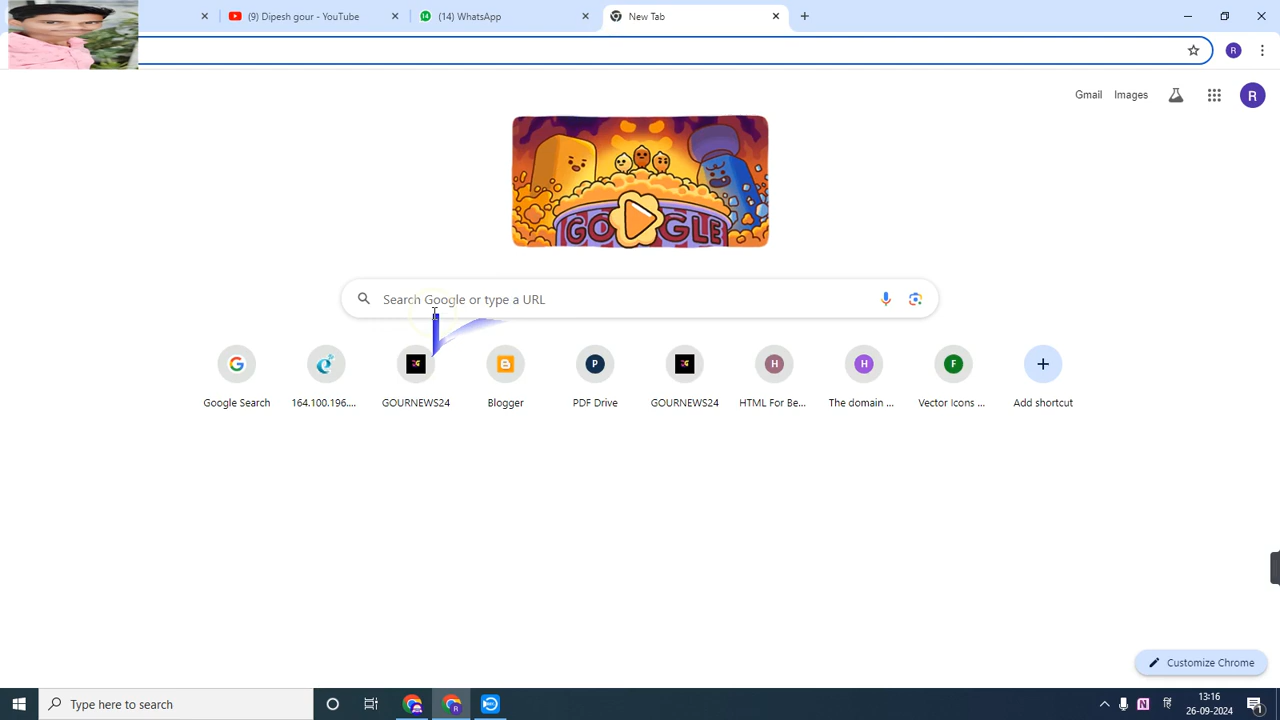 (9) Dipesh gour - YouTube
(14) WhatsApp
New Tab
R
Gmail
Images
R
GOOGLE
Search Google or type a URL
Google Search
164.100.196....
GOURNEWS24
Blogger
PDF Drive
GOURNEWS24
HTML For Be...
The domain ...
Vector Icons ...
Add shortcut
P
H
H
F
Customize Chrome
Type here to search
13:16
26-09-2024